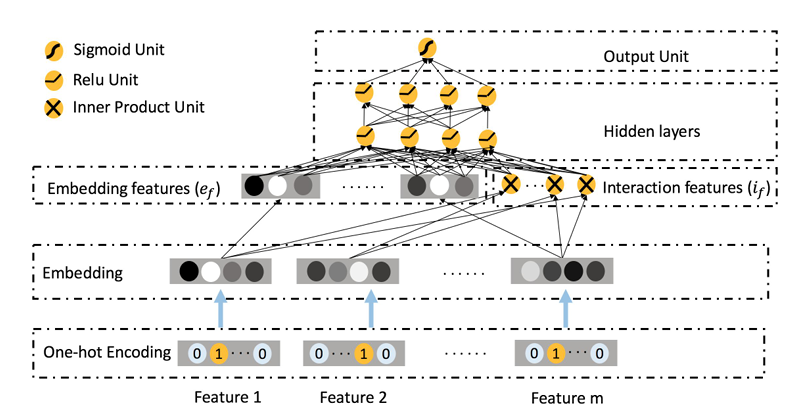 Sigmoid Unit
Relu Unit
Inner Product Unit
Output Unit
Hidden layers
Embedding features (e_f)
......
...
Interaction features (i_f)
Embedding
......
One-hot Encoding
0 1 ... 0
0 ... 1 0
......
0 1 ... 0
Feature 1
Feature 2
Feature m